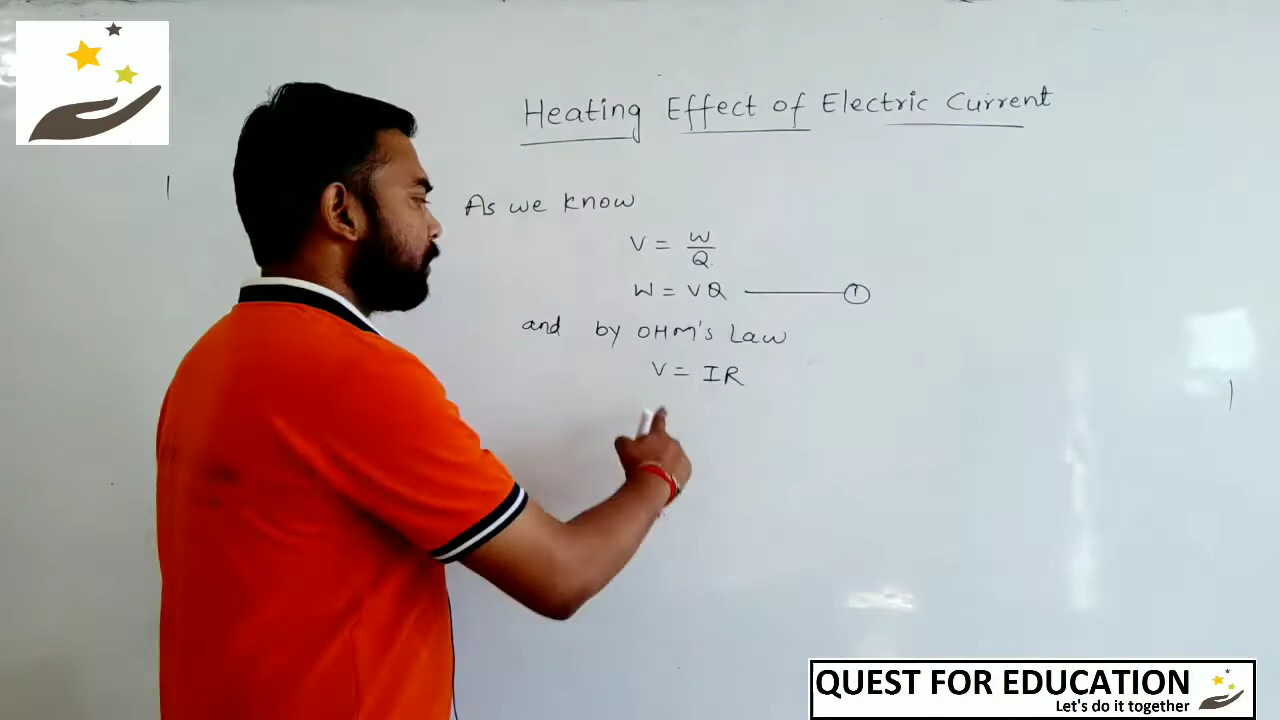 Heating Effect of Electric Current
As we know
V = W/Q
W = VQ ——— 1
and by OHM's Law
V = IR
QUEST FOR EDUCATION
Let's do it together